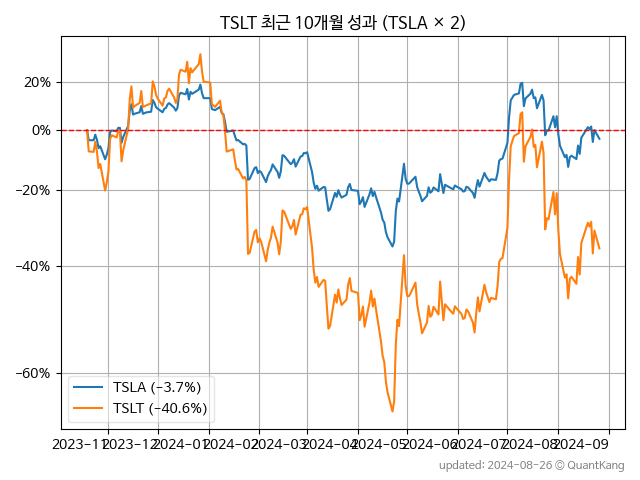 TSLT 최근 10개월 성과 (TSLA × 2)
20%
0%
−20%
−40%
−60%
TSLA (−3.7%)
TSLT (−40.6%)
2023-11 2023-12 2024-01 2024-02 2024-03 2024-04 2024-05 2024-06 2024-07 2024-08 2024-09
updated: 2024-08-26 © QuantKang